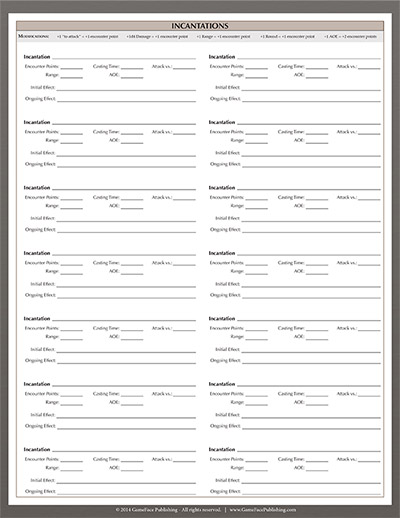 INCANTATIONS
MODIFICATIONS: +1 "to attack" = +1 encounter point +1d4 Damage = +1 encounter point +1 Range = +1 encounter point +1 Round = +1 encounter point +1 AOE = +2 encounter points
Incantation
Encounter Points: Casting Time: Attack vs.:
Range: AOE:
Initial Effect:
Ongoing Effect:
Incantation
Encounter Points: Casting Time: Attack vs.:
Range: AOE:
Initial Effect:
Ongoing Effect:
Incantation
Encounter Points: Casting Time: Attack vs.:
Range: AOE:
Initial Effect:
Ongoing Effect:
Incantation
Encounter Points: Casting Time: Attack vs.:
Range: AOE:
Initial Effect:
Ongoing Effect:
Incantation
Encounter Points: Casting Time: Attack vs.:
Range: AOE:
Initial Effect:
Ongoing Effect:
Incantation
Encounter Points: Casting Time: Attack vs.:
Range: AOE:
Initial Effect:
Ongoing Effect:
Incantation
Encounter Points: Casting Time: Attack vs.:
Range: AOE:
Initial Effect:
Ongoing Effect:
Incantation
Encounter Points: Casting Time: Attack vs.:
Range: AOE:
Initial Effect:
Ongoing Effect:
Incantation
Encounter Points: Casting Time: Attack vs.:
Range: AOE:
Initial Effect:
Ongoing Effect:
Incantation
Encounter Points: Casting Time: Attack vs.:
Range: AOE:
Initial Effect:
Ongoing Effect:
Incantation
Encounter Points: Casting Time: Attack vs.:
Range: AOE:
Initial Effect:
Ongoing Effect:
Incantation
Encounter Points: Casting Time: Attack vs.:
Range: AOE:
Initial Effect:
Ongoing Effect:
Incantation
Encounter Points: Casting Time: Attack vs.:
Range: AOE:
Initial Effect:
Ongoing Effect:
Incantation
Encounter Points: Casting Time: Attack vs.:
Range: AOE:
Initial Effect:
Ongoing Effect:
© 2014 GameFace Publishing - All rights reserved. | www.GameFacePublishing.com